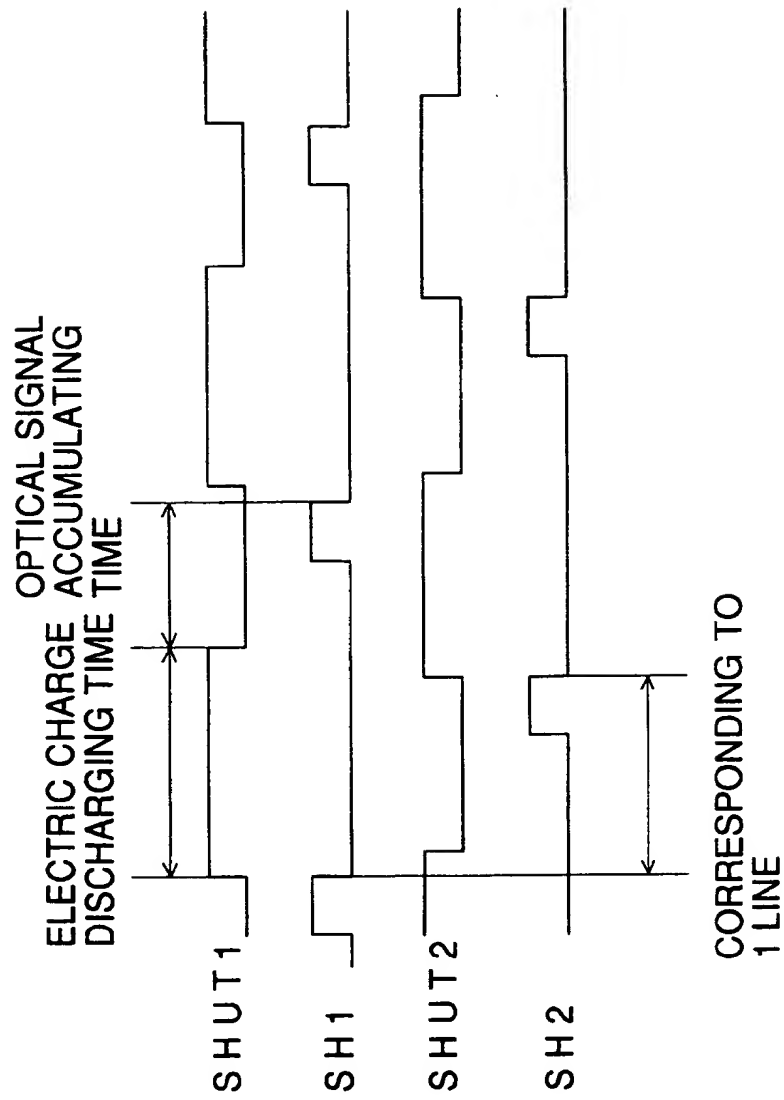 ELECTRIC CHARGE
DISCHARGING TIME
OPTICAL SIGNAL
ACCUMULATING
TIME
SHUT1
SH1
SHUT2
SH2
CORRESPONDING TO
1 LINE